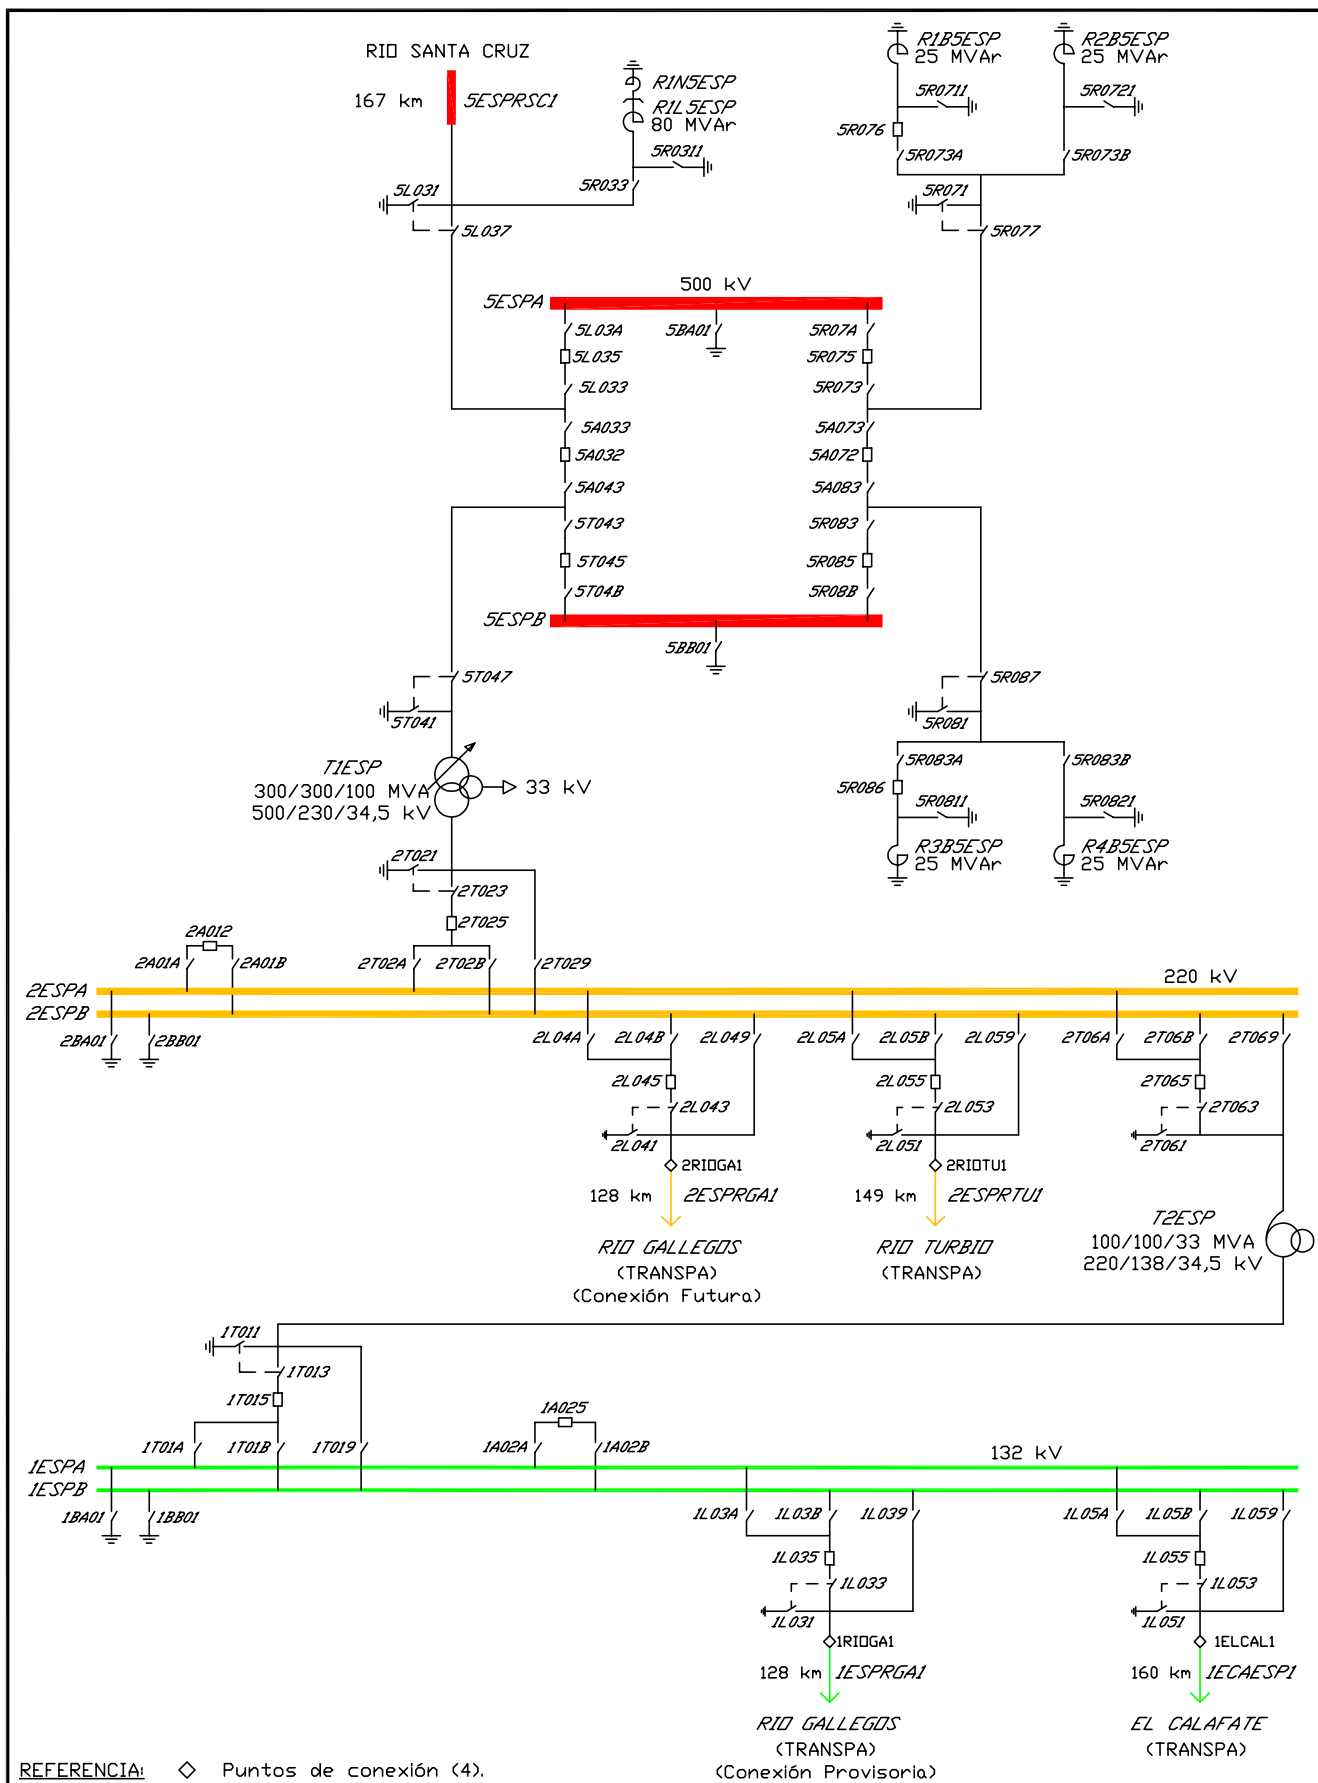 RIO SANTA CRUZ
167 km
5ESPRSC1
R1N5ESP
R1L5ESP
80 MVAr
5R0311
5R033
5L031
5L037
R1B5ESP
25 MVAr
R2B5ESP
25 MVAr
5R0711
5R0721
5R076
5R073A
5R073B
5R071
5R077
500 kV
5ESPA
5L03A
5BA01
5R07A
5L035
5R075
5L033
5R073
5A033
5A073
5A032
5A072
5A043
5A083
5T043
5R083
5T045
5R085
5T04B
5R08B
5ESPB
5BB01
5T047
5T041
5R087
5R081
T1ESP
300/300/100 MVA
500/230/34,5 kV
33 kV
5R083A
5R083B
5R086
5R0811
5R0821
R3B5ESP
25 MVAr
R4B5ESP
25 MVAr
2T021
2T023
2T025
2A012
2A01A
2A01B
2T02A
2T02B
2T029
220 kV
2ESPA
2ESPB
2BA01
2BB01
2L04A
2L04B
2L049
2L05A
2L05B
2L059
2T06A
2T06B
2T069
2L045
2L055
2T065
2L043
2L053
2T063
2L041
2L051
2T061
2RIOGA1
2RIOTU1
128 km
2ESPRGA1
149 km
2ESPRTU1
RIO GALLEGOS
(TRANSPA)
(Conexión Futura)
RIO TURBIO
(TRANSPA)
T2ESP
100/100/33 MVA
220/138/34,5 kV
1T011
1T013
1T015
1A025
1T01A
1T01B
1T019
1A02A
1A02B
132 kV
1ESPA
1ESPB
1BA01
1BB01
1L03A
1L03B
1L039
1L05A
1L05B
1L059
1L035
1L055
1L033
1L053
1L031
1L051
1RIOGA1
1ELCAL1
128 km
1ESPRGA1
160 km
1ECAESP1
RIO GALLEGOS
(TRANSPA)
(Conexión Provisoria)
EL CALAFATE
(TRANSPA)
REFERENCIA: ◇ Puntos de conexión (4).